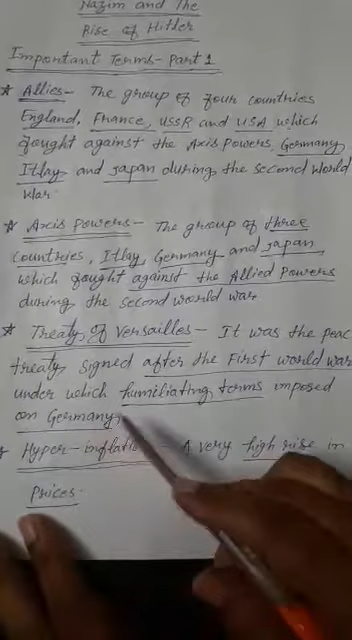 Nazim and The
Rise of Hitler
Important Terms- Part 1
★ Allies- The group of four countries
England, France, USSR and USA which
fought against the Axis Powers, Germany
Itlay and Japan during the second world
war.
★ Axis Powers- The group of three
countries, Itlay, Germany and Japan,
which fought against the Allied Powers
during the second world war
★ Treaty of Versailles- It was the peac
treaty signed after the First world war
under which humiliating terms imposed
on Germany,
Hyper-inflatio A very high rise in
Prices.